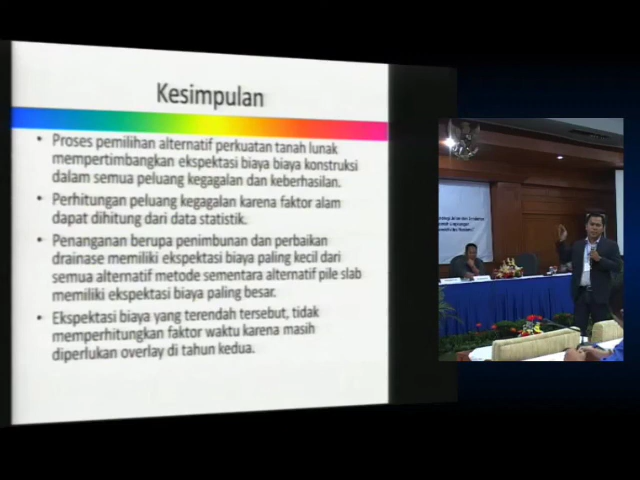 Kesimpulan
• Proses pemilihan alternatif perkuatan tanah lunak
mempertimbangkan ekspektasi biaya biaya konstruksi
dalam semua peluang kegagalan dan keberhasilan.
• Perhitungan peluang kegagalan karena faktor alam
dapat dihitung dari data statistik.
• Penanganan berupa penimbunan dan perbaikan
drainase memiliki ekspektasi biaya paling kecil dari
semua alternatif metode sementara alternatif pile slab
memiliki ekspektasi biaya paling besar.
• Ekspektasi biaya yang terendah tersebut, tidak
memperhitungkan faktor waktu karena masih
diperlukan overlay di tahun kedua.